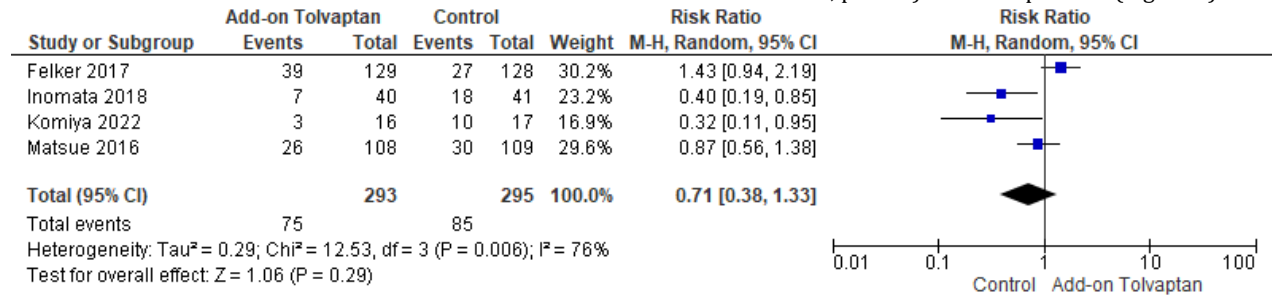 Add-on Tolvaptan Control Risk Ratio Risk Ratio
Study or Subgroup Events Total Events Total Weight M-H, Random, 95% CI M-H, Random, 95% CI
Felker 2017 39 129 27 128 30.2% 1.43 [0.94, 2.19]
Inomata 2018 7 40 18 41 23.2% 0.40 [0.19, 0.85]
Komiya 2022 3 16 10 17 16.9% 0.32 [0.11, 0.95]
Matsue 2016 26 108 30 109 29.6% 0.87 [0.56, 1.38]
Total (95% CI) 293 295 100.0% 0.71 [0.38, 1.33]
Total events 75 85
Heterogeneity: Tau² = 0.29; Chi² = 12.53, df = 3 (P = 0.006); I² = 76%
Test for overall effect: Z = 1.06 (P = 0.29)
0.01 0.1 1 10 100
Control Add-on Tolvaptan